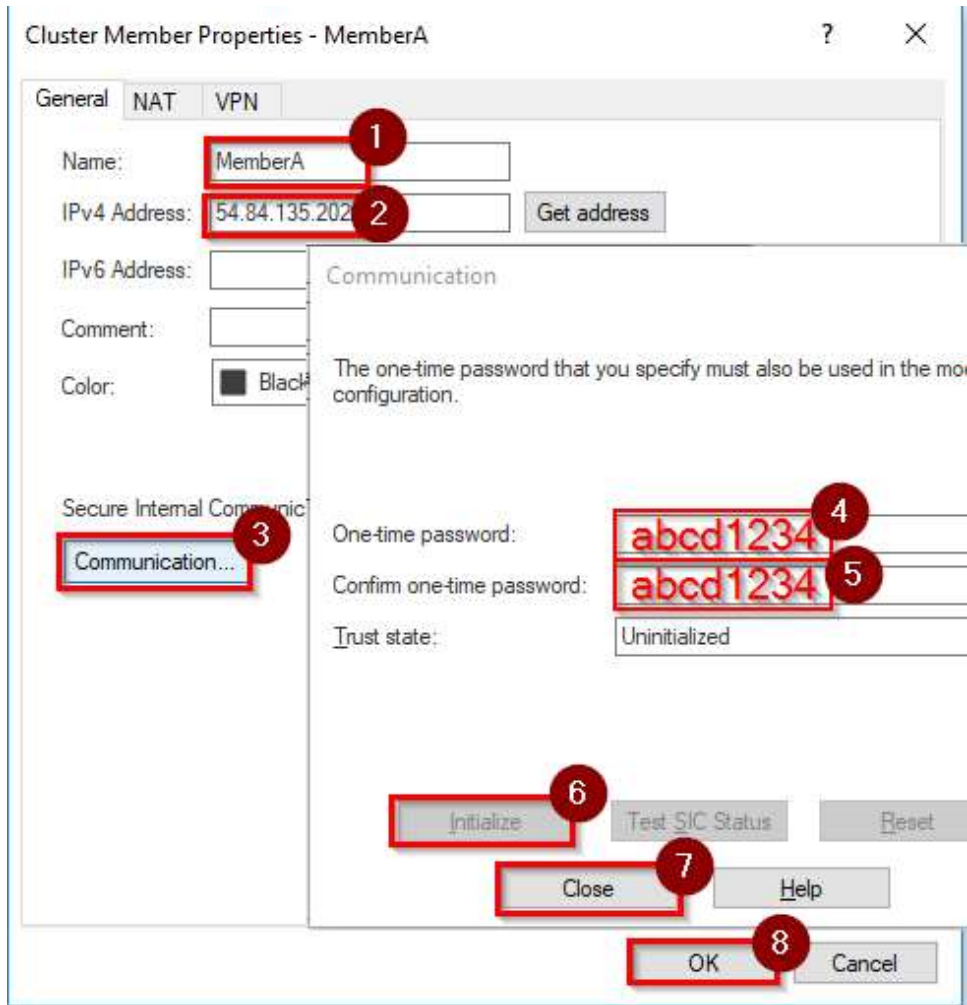 Cluster Member Properties - MemberA ? ×
General NAT VPN
1
Name: MemberA
IPv4 Address: 54.84.135.202 2 Get address
IPv6 Address:
Communication
Comment:
The one-time password that you specify must also be used in the
Color: Black
configuration.
Secure Internal
3
Communication...
4
One-time password: abcd1234
5
Confirm one-time password: abcd1234
Trust state: Uninitialized
6
Initialize Test SIC Status Reset
7
Close Help
8
OK Cancel